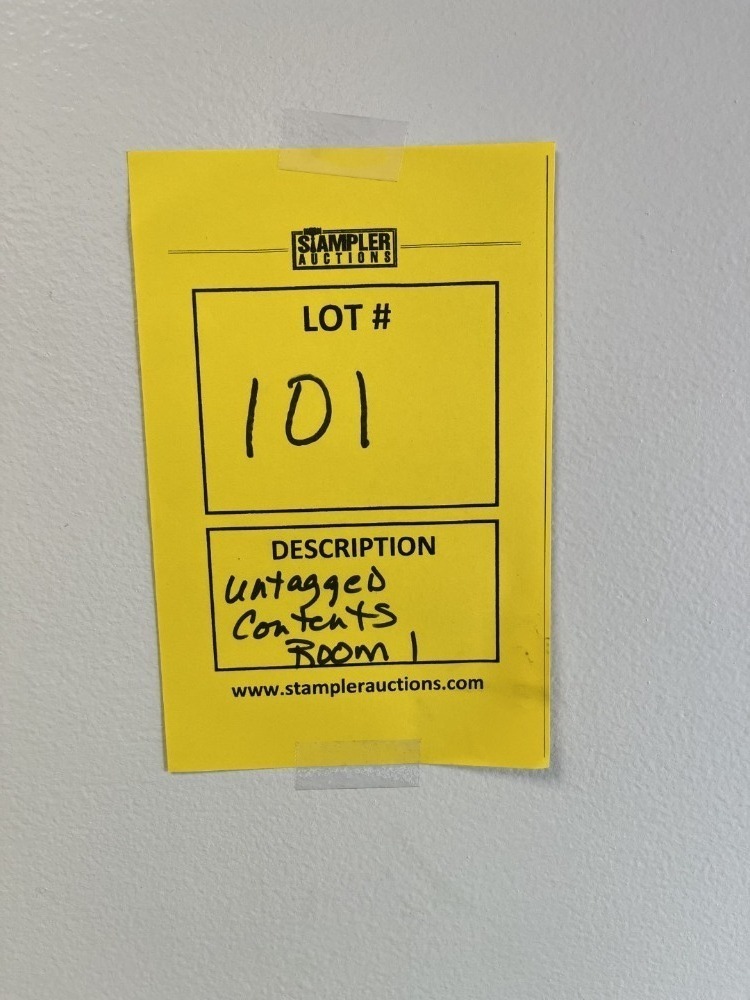 STAMPLER
AUCTIONS
LOT #
101
DESCRIPTION
untagged
Contents
Room 1
www.stamplerauctions.com